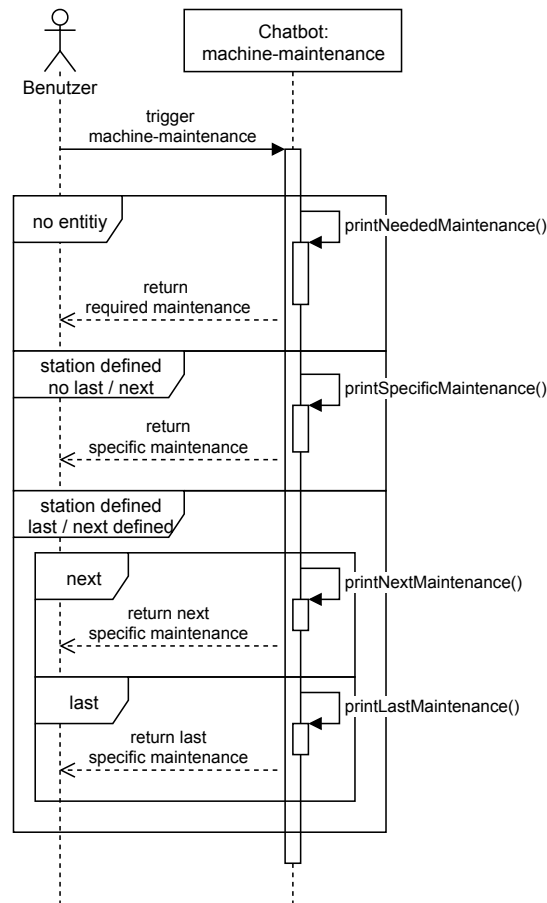 Chatbot:
machine-maintenance
Benutzer
trigger
machine-maintenance
no entitiy
printNeededMaintenance()
return
required maintenance
station defined
no last / next
printSpecificMaintenance()
return
specific maintenance
station defined
last / next defined
next
printNextMaintenance()
return next
specific maintenance
last
printLastMaintenance()
return last
specific maintenance